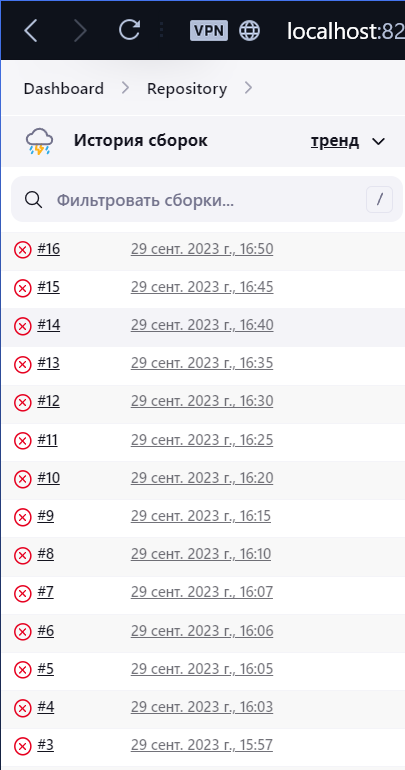 VPN localhost:82
Dashboard Repository
История сборок тренд
Фильтровать сборки... /
#16 29 сент. 2023 г., 16:50
#15 29 сент. 2023 г., 16:45
#14 29 сент. 2023 г., 16:40
#13 29 сент. 2023 г., 16:35
#12 29 сент. 2023 г., 16:30
#11 29 сент. 2023 г., 16:25
#10 29 сент. 2023 г., 16:20
#9 29 сент. 2023 г., 16:15
#8 29 сент. 2023 г., 16:10
#7 29 сент. 2023 г., 16:07
#6 29 сент. 2023 г., 16:06
#5 29 сент. 2023 г., 16:05
#4 29 сент. 2023 г., 16:03
#3 29 сент. 2023 г., 15:57